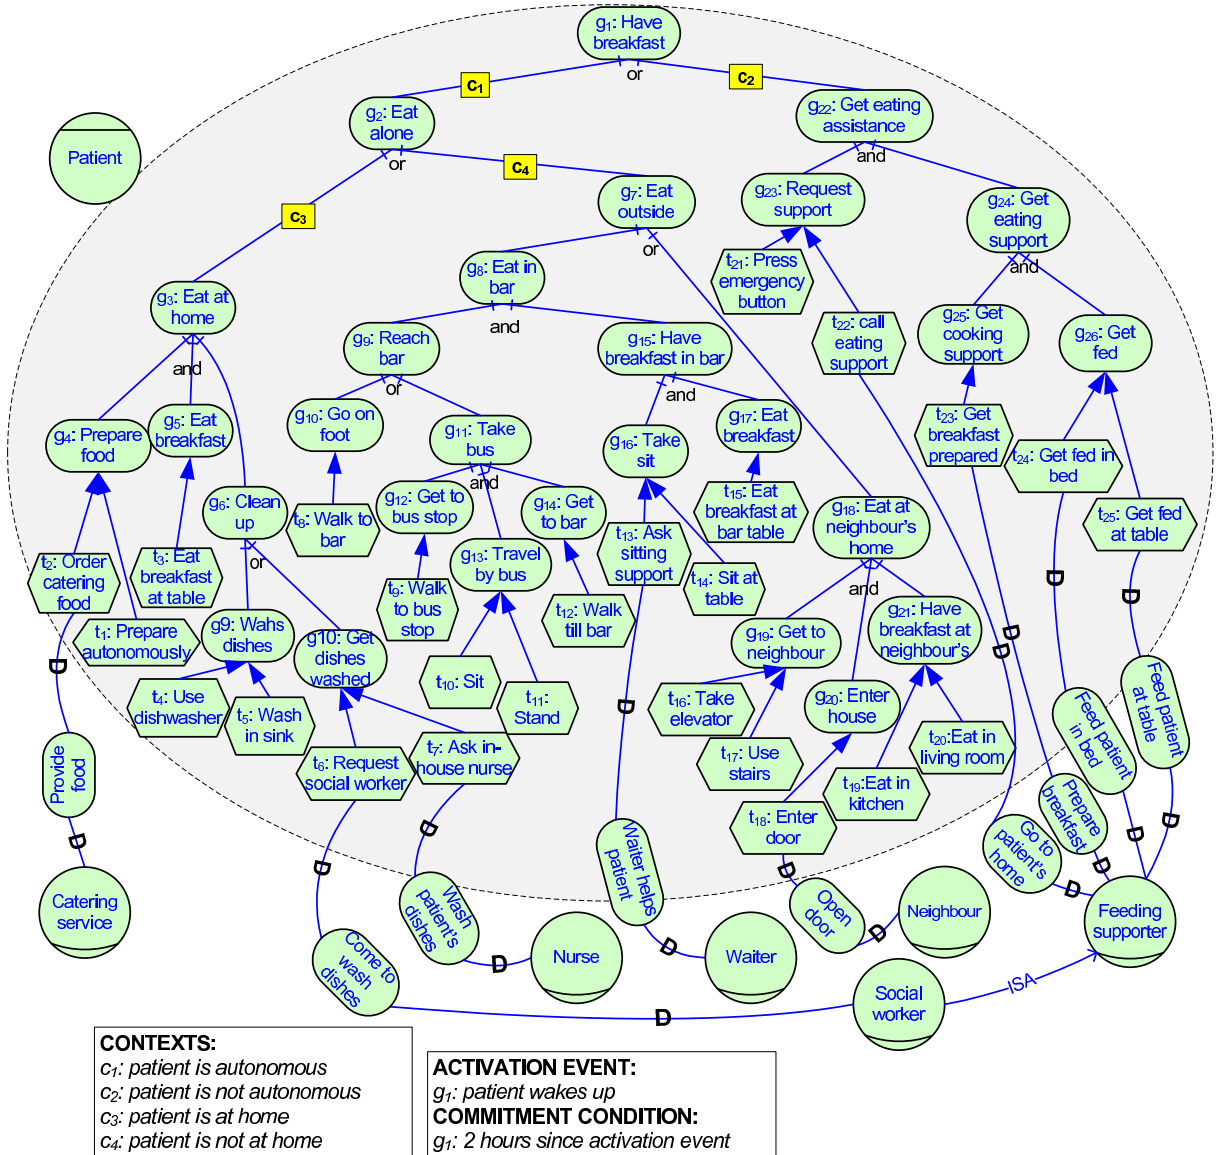 g1: Have
breakfast
or
c1
c2
g2: Eat
alone
or
g22: Get eating
assistance
and
Patient
c4
c3
g7: Eat
outside
or
g23: Request
support
g24: Get
eating
support
and
g8: Eat in
bar
and
t21: Press
emergency
button
g3: Eat at
home
and
t22: call
eating
support
g25: Get
cooking
support
g26: Get
fed
g9: Reach
bar
or
g15: Have
breakfast in bar
and
g10: Go on
foot
g11: Take
bus
and
g17: Eat
breakfast
g4: Prepare
food
g5: Eat
breakfast
g16: Take
sit
t23: Get
breakfast
prepared
t24: Get fed in
bed
g6: Clean
up
or
g12: Get to
bus stop
g14: Get
to bar
t15: Eat
breakfast at
bar table
g18: Eat at
neighbour's
home
and
t25: Get fed
at table
t8: Walk to
bar
t13: Ask
sitting
support
t2: Order
catering
food
t3: Eat
breakfast
at table
g13: Travel
by bus
t14: Sit at
table
t9: Walk
to bus
stop
t12: Walk
till bar
t1: Prepare
autonomously
g9: Wahs
dishes
g10: Get
dishes
washed
g19: Get to
neighbour
g21: Have
breakfast at
neighbour's
D
D
D
D
D
t10: Sit
t11:
Stand
t16: Take
elevator
g20: Enter
house
t4: Use
dishwasher
t5: Wash
in sink
t6: Request
social worker
t7: Ask in-
house nurse
t17: Use
stairs
t20:Eat in
living room
t19:Eat in
kitchen
t18: Enter
door
D
Provide
food
Feed patient
in bed
Feed patient
at table
Prepare
breakfast
Go to
patient's
home
D
D
D
D
D
D
D
D
D
Catering
service
Wash
patient's
dishes
Waiter helps
patient
Open
door
Neighbour
Feeding
supporter
D
D
D
Come to
wash
dishes
Nurse
Waiter
Social
worker
ISA
D
CONTEXTS:
c1: patient is autonomous
c2: patient is not autonomous
c3: patient is at home
c4: patient is not at home
ACTIVATION EVENT:
g1: patient wakes up
COMMITMENT CONDITION:
g1: 2 hours since activation event